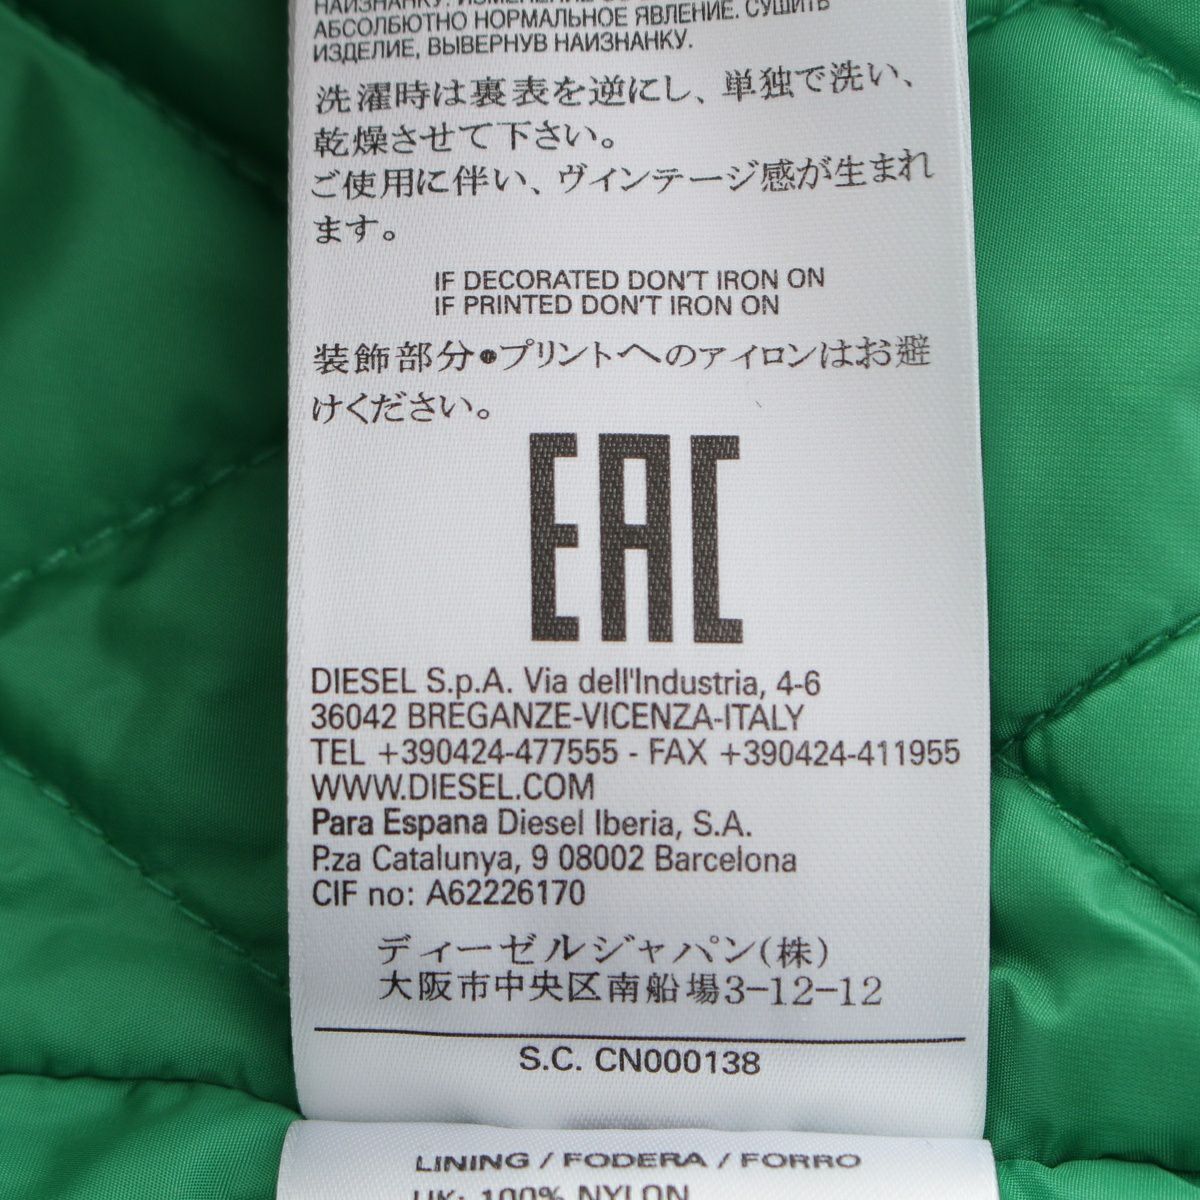 НАИЗНАНКУ. ИЗМЕНЕНИЕ
АБСОЛЬЮТНО НОРМАЛЬНОЕ ЯВЛЕНИЕ. СУШИТЬ
ИЗДЕЛИЕ, ВЫВЕРНУВ НАИЗНАНКУ.
洗濯時は裏表を逆にし、単独で洗い、
乾燥させて下さい。
ご使用に伴い、ヴィンテージ感が生まれ
ます。
IF DECORATED DON'T IRON ON
IF PRINTED DON'T IRON ON
装飾部分•プリントへのアイロンはお避
けください。
EAC
DIESEL S.p.A. Via dell'Industria, 4-6
36042 BREGANZE-VICENZA-ITALY
TEL +390424-477555 - FAX +390424-411955
WWW.DIESEL.COM
Para Espana Diesel Iberia, S.A.
P.za Catalunya, 9 08002 Barcelona
CIF no: A62226170
ディーゼルジャパン(株)
大阪市中央区南船場3-12-12
S.C. CN000138
LINING / FODERA / FORRO
UK: 100% NYLON